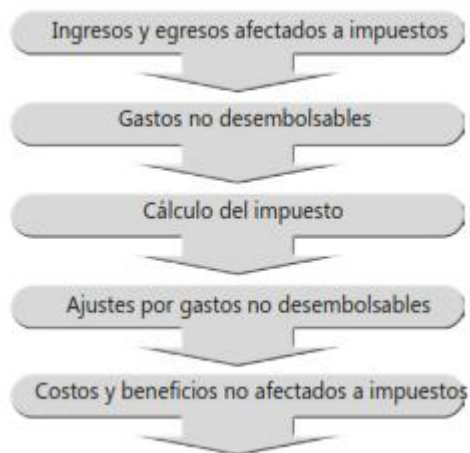 Ingresos y egresos afectados a impuestos
Gastos no desembolsables
Cálculo del impuesto
Ajustes por gastos no desembolsables
Costos y beneficios no afectados a impuestos